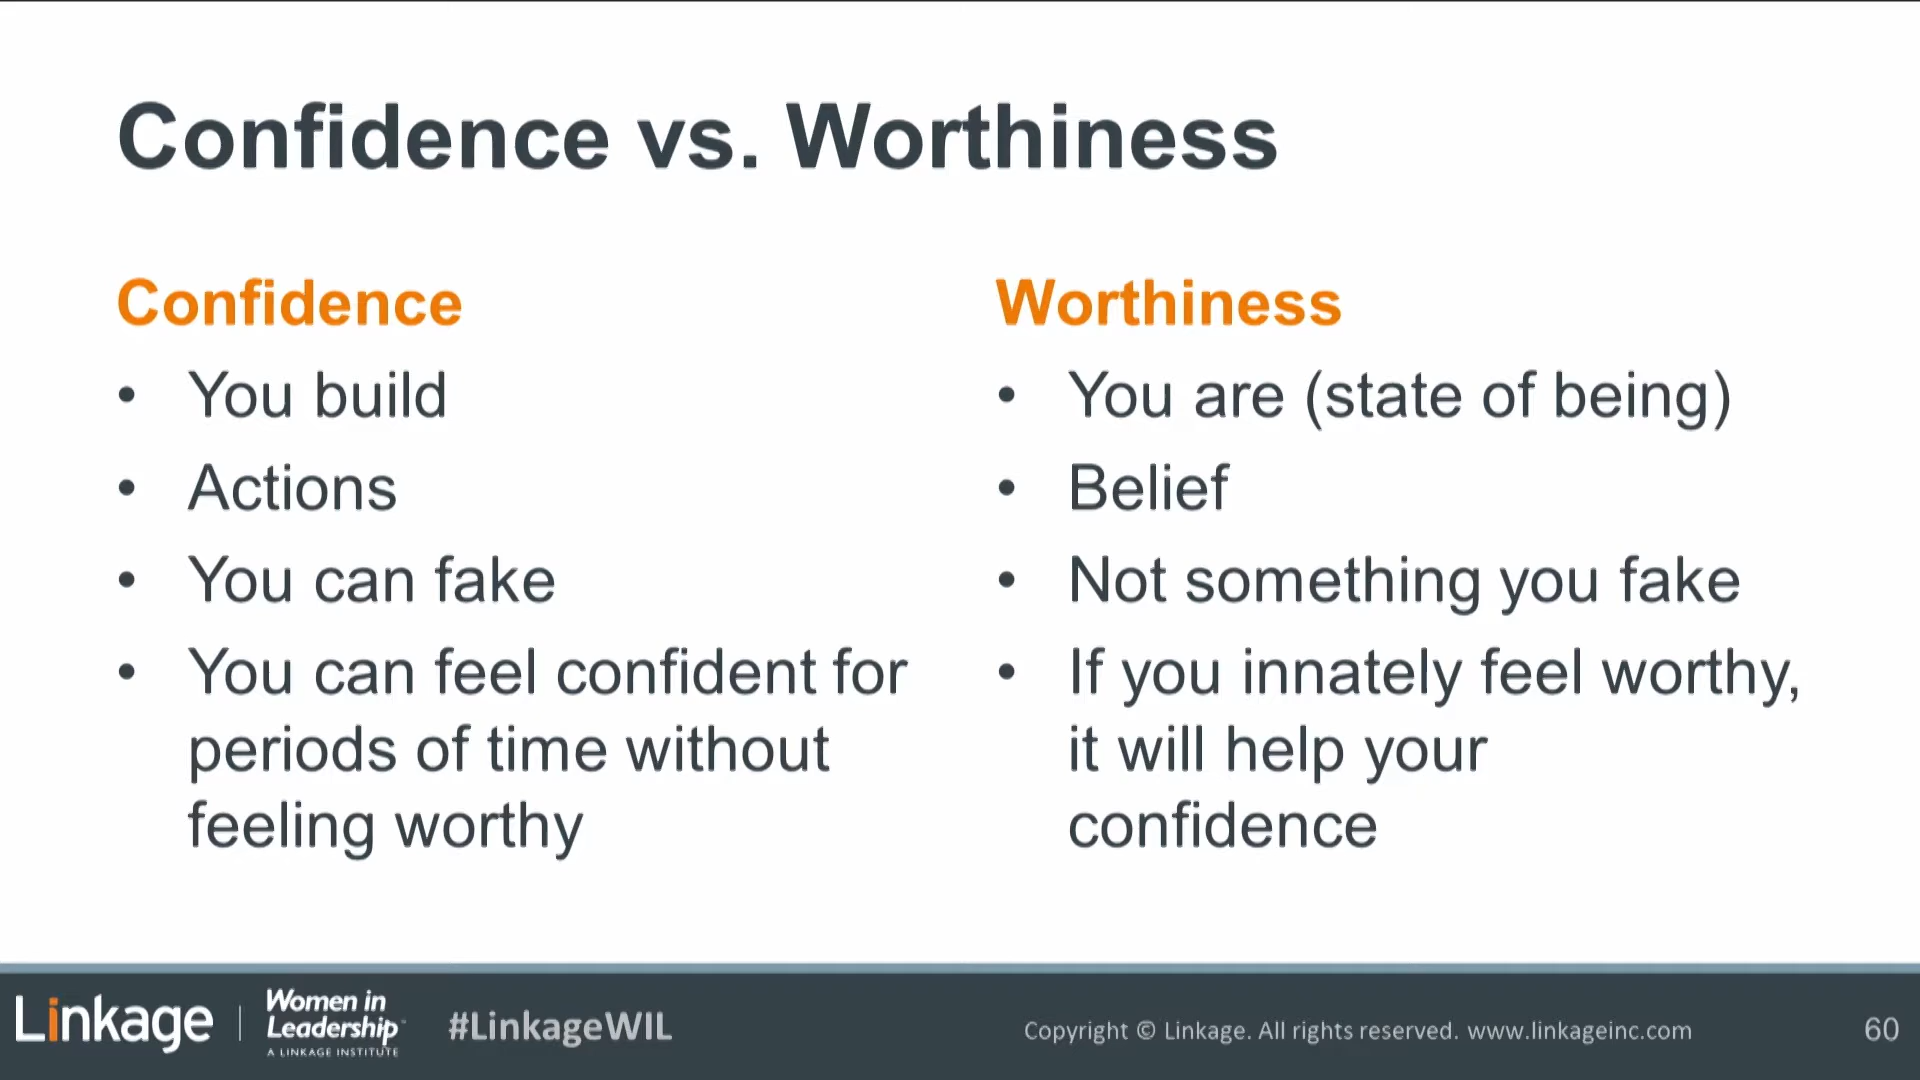 Confidence vs. Worthiness
Confidence
• You build
• Actions
• You can fake
• You can feel confident for
periods of time without
feeling worthy
Worthiness
• You are (state of being)
• Belief
• Not something you fake
• If you innately feel worthy,
it will help your
confidence
Linkage
Women in
Leadership™
A LINKAGE INSTITUTE
#LinkageWIL
Copyright © Linkage. All rights reserved. www.linkageinc.com
60